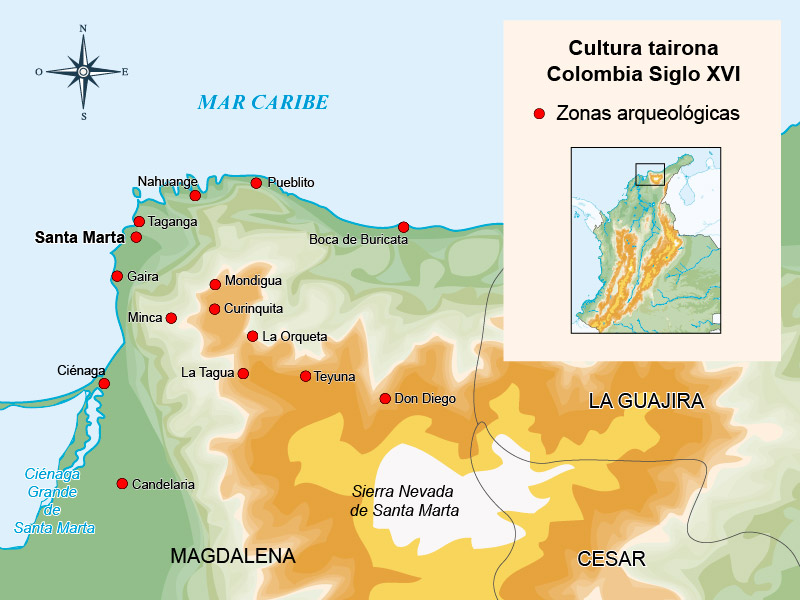 N
O
E
S
MAR CARIBE
Cultura tairona
Colombia Siglo XVI
Zonas arqueológicas
Nahuange
Pueblito
Taganga
Santa Marta
Boca de Buricata
Gaira
Mondigua
Curinquita
Minca
La Orqueta
Ciénaga
La Tagua
Teyuna
Don Diego
LA GUAJIRA
Ciénaga
Grande
de
Santa Marta
Candelaria
Sierra Nevada
de Santa Marta
MAGDALENA
CESAR